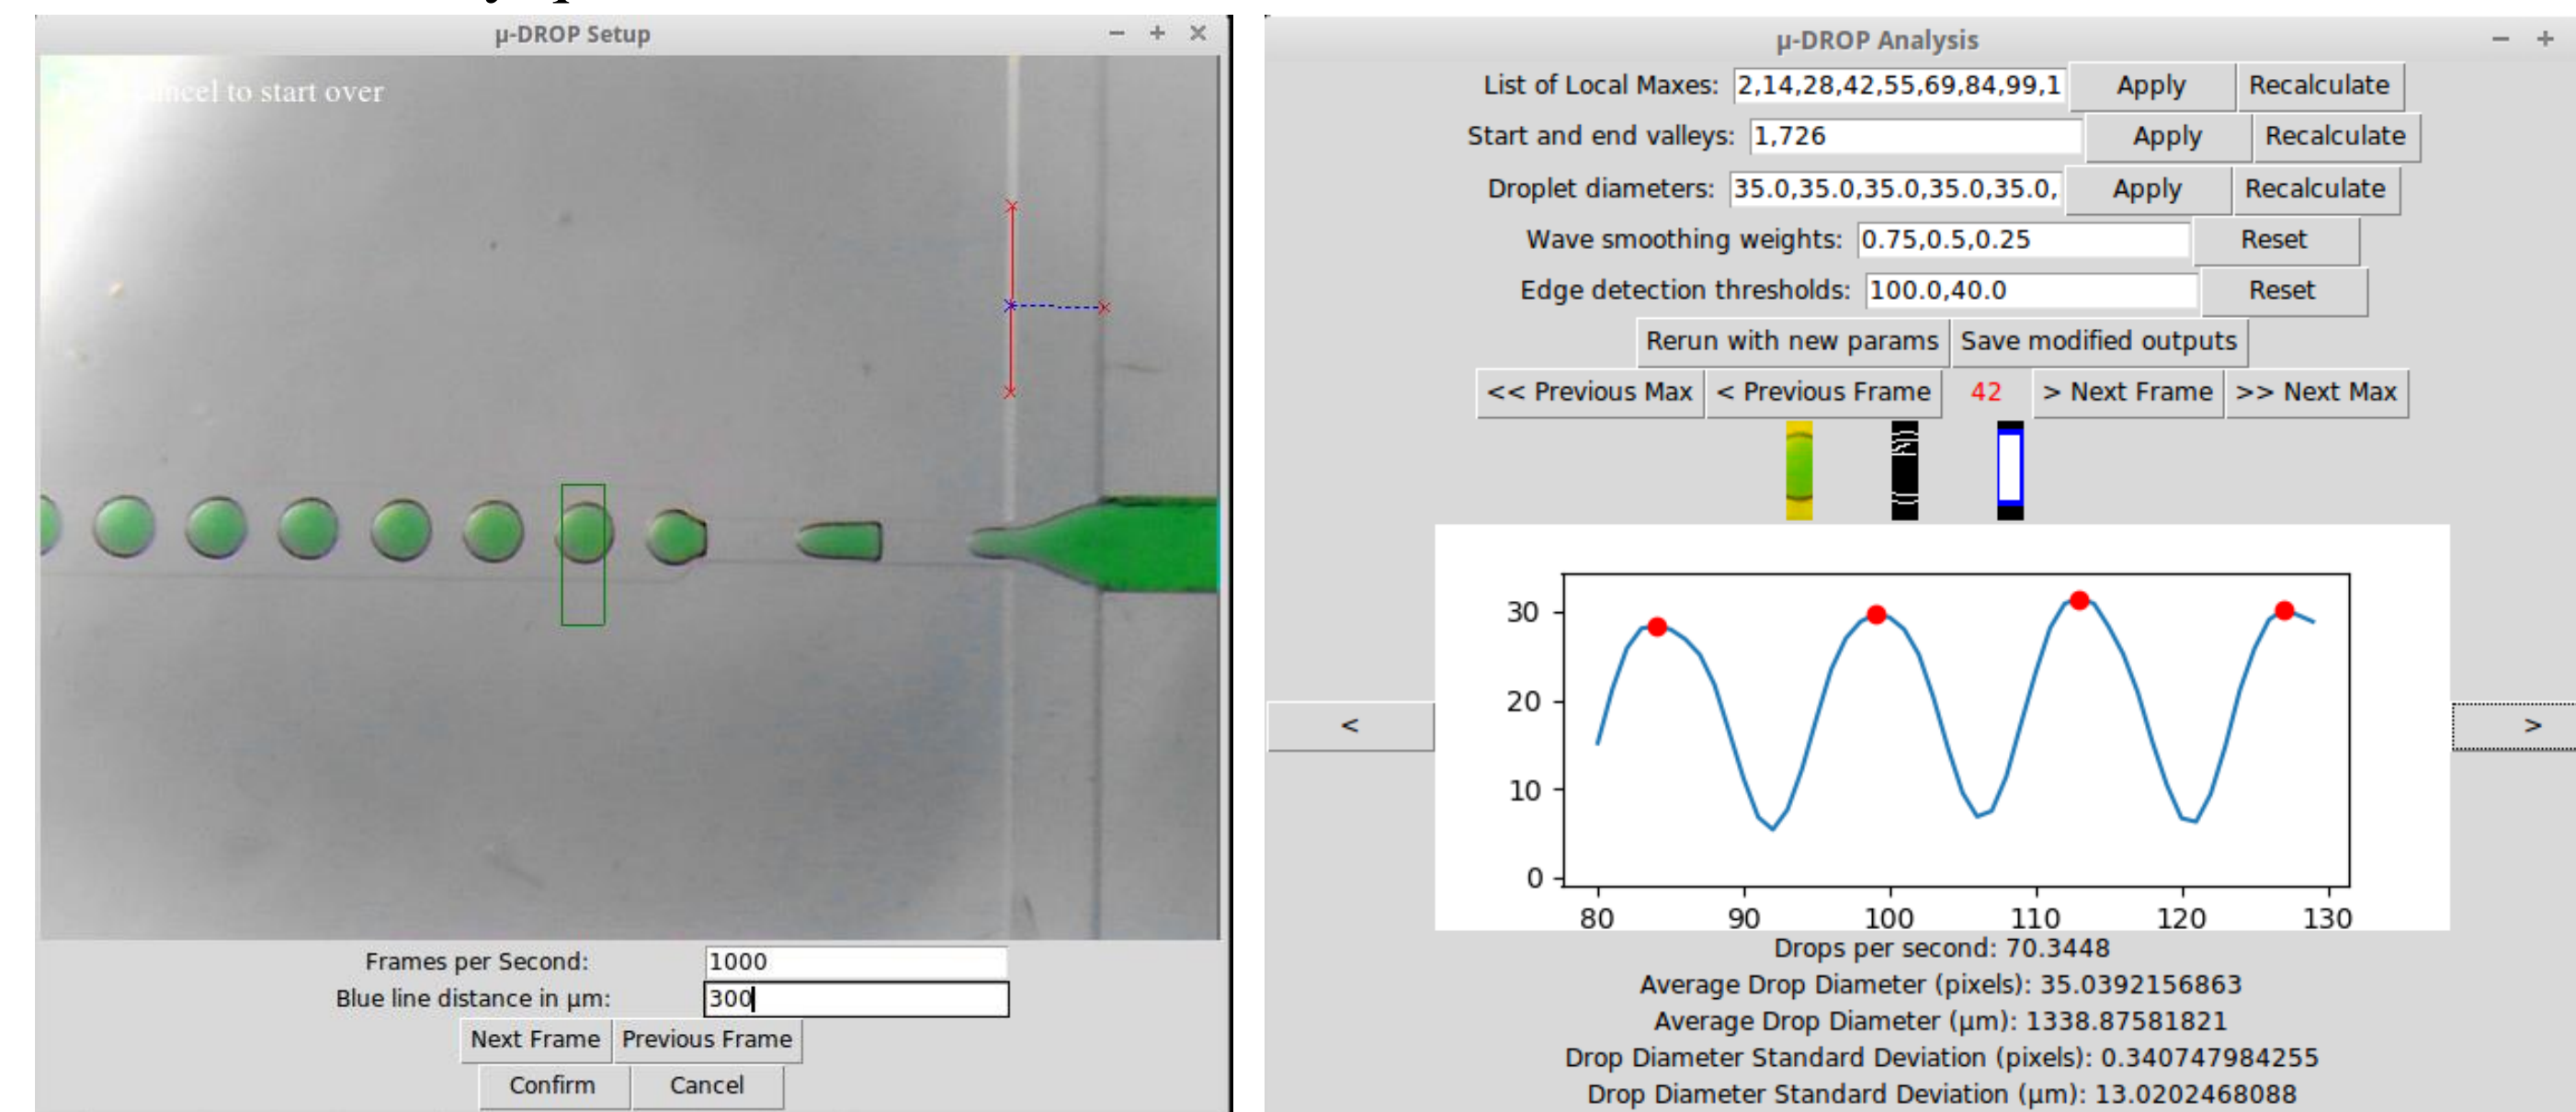 µ-DROP Setup
ncel to start over
Frames per Second: 1000
Blue line distance in µm: 300
Next Frame Previous Frame
Confirm Cancel
µ-DROP Analysis
List of Local Maxes: 2,14,28,42,55,69,84,99,1 Apply Recalculate
Start and end valleys: 1,726 Apply Recalculate
Droplet diameters: 35.0,35.0,35.0,35.0,35.0, Apply Recalculate
Wave smoothing weights: 0.75,0.5,0.25 Reset
Edge detection thresholds: 100.0,40.0 Reset
Rerun with new params Save modified outputs
<< Previous Max < Previous Frame 42 > Next Frame >> Next Max
30
20
10
0
80 90 100 110 120 130
< >
Drops per second: 70.3448
Average Drop Diameter (pixels): 35.0392156863
Average Drop Diameter (µm): 1338.87581821
Drop Diameter Standard Deviation (pixels): 0.340747984255
Drop Diameter Standard Deviation (µm): 13.0202468088